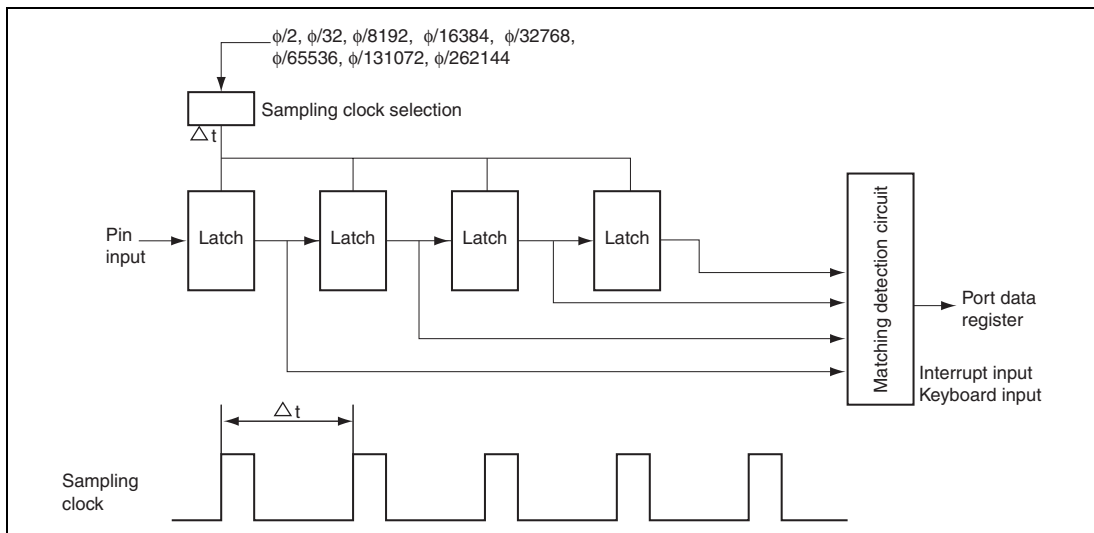 ϕ/2, ϕ/32, ϕ/8192, ϕ/16384, ϕ/32768,
ϕ/65536, ϕ/131072, ϕ/262144
Sampling clock selection
△t
Pin
input
Latch
Latch
Latch
Latch
Matching detection circuit
Port data
register
Interrupt input
Keyboard input
△t
Sampling
clock